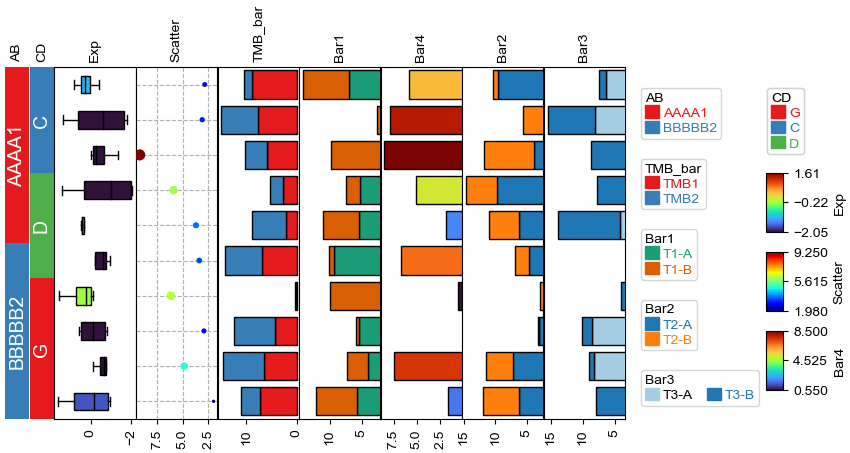 AB
CD
Exp
Scatter
TMB_bar
Bar1
Bar4
Bar2
Bar3
AAAA1
BBBBB2
C
D
G
0
−2
7.5
5.0
2.5
10
0
10
5
7.5
5.0
2.5
15
10
5
15
10
5
AB
AAAA1
BBBBB2
TMB_bar
TMB1
TMB2
Bar1
T1-A
T1-B
Bar2
T2-A
T2-B
Bar3
T3-A T3-B
CD
G
C
D
1.61
−0.22
−2.05
Exp
9.250
5.615
1.980
Scatter
8.500
4.525
0.550
Bar4